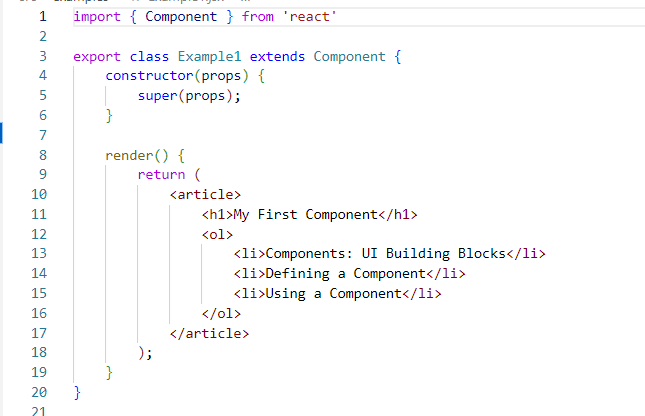 1 import { Component } from 'react'
2
3 export class Example1 extends Component {
4     constructor(props) {
5         super(props);
6     }
7
8     render() {
9         return (
10             <article>
11                 <h1>My First Component</h1>
12                 <ol>
13                     <li>Components: UI Building Blocks</li>
14                     <li>Defining a Component</li>
15                     <li>Using a Component</li>
16                 </ol>
17             </article>
18         );
19     }
20 }
21